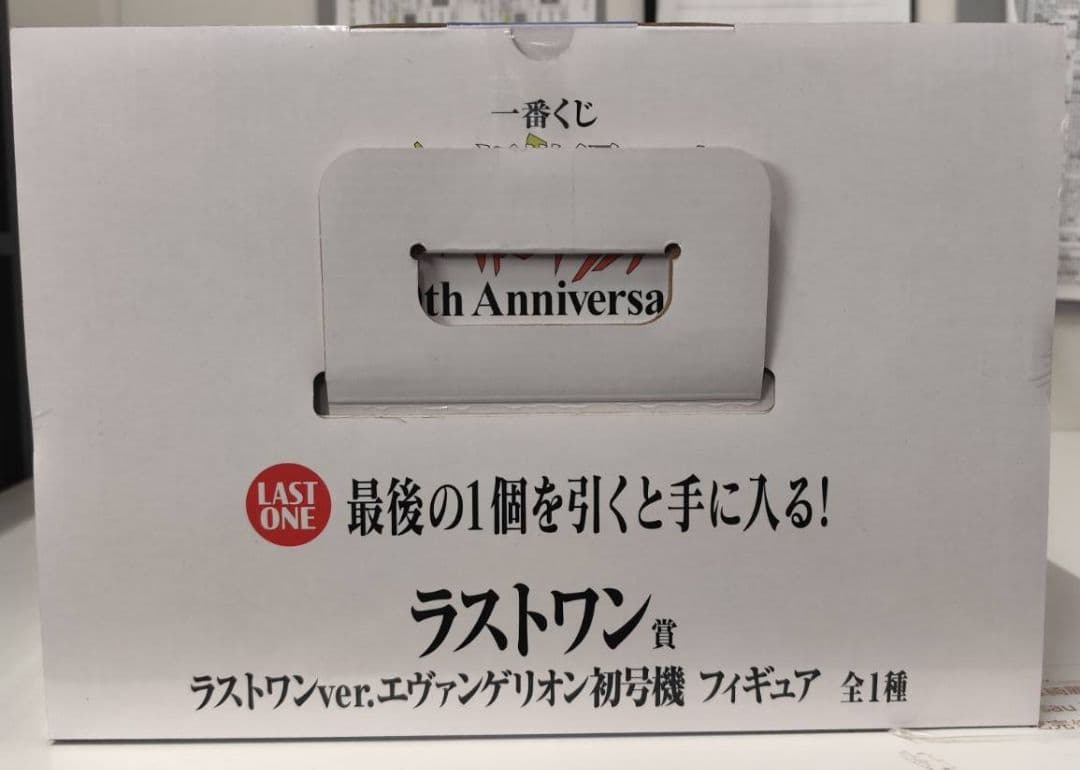 一番くじ
th Anniversa
LAST
ONE
最後の1個を引くと手に入る!
ラストワン賞
ラストワンver.エヴァンゲリオン初号機 フィギュア 全1種